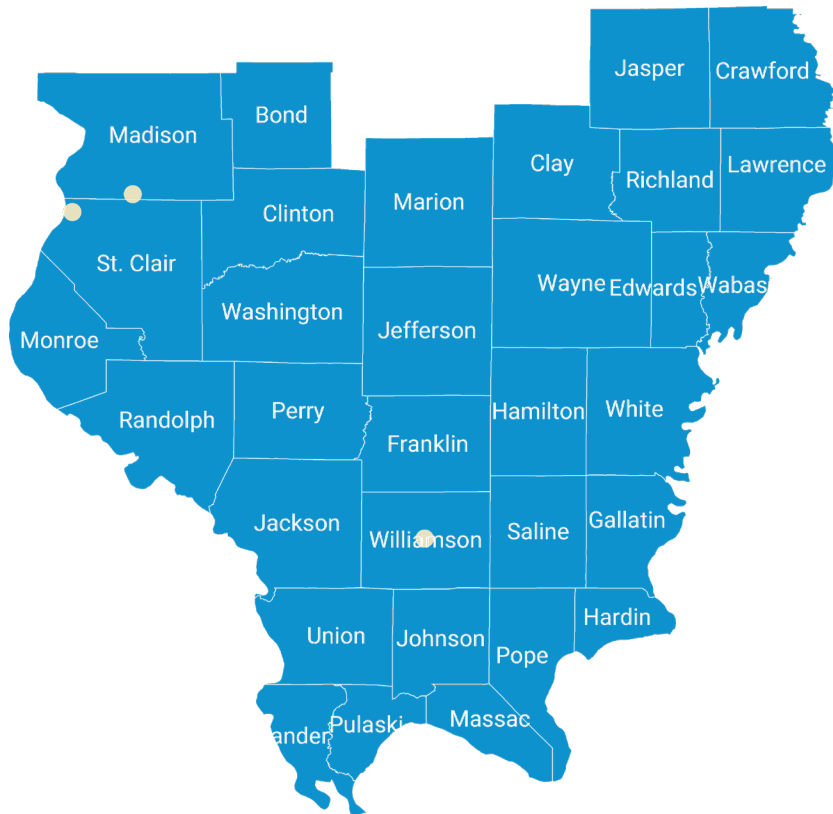 Jasper
Crawford
Bond
Madison
Clay
Lawrence
Richland
Marion
Clinton
St. Clair
Wayne
Edwards
Wabas
Washington
Jefferson
Monroe
Perry
Hamilton
White
Randolph
Franklin
Jackson
Williamson
Saline
Gallatin
Hardin
Union
Johnson
Pope
Massac
Pulaski
ander